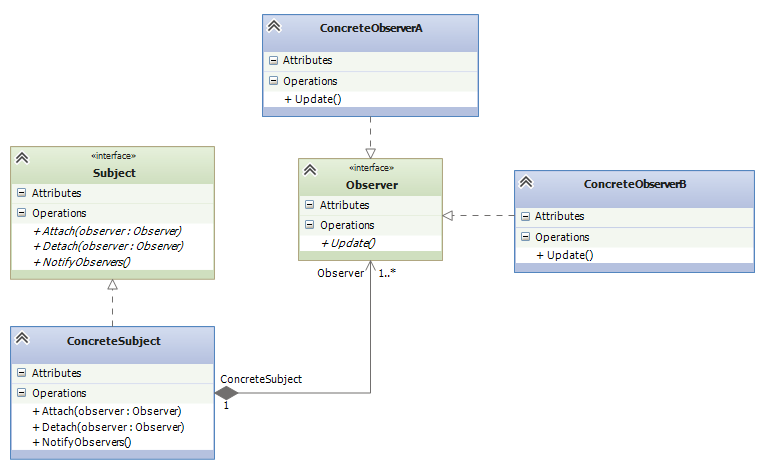 ConcreteObserverA
Attributes
Operations
+ Update()
«interface»
Subject
Attributes
Operations
+ Attach(observer : Observer)
+ Detach(observer : Observer)
+ NotifyObservers()
«interface»
Observer
Attributes
Operations
+ Update()
ConcreteObserverB
Attributes
Operations
+ Update()
Observer
1..*
ConcreteSubject
Attributes
Operations
+ Attach(observer : Observer)
+ Detach(observer : Observer)
+ NotifyObservers()
ConcreteSubject
1